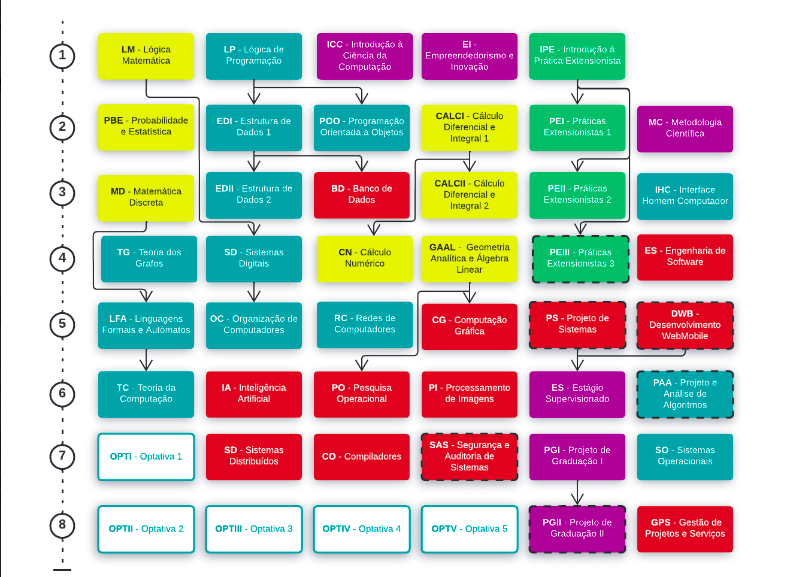 1
LM - Lógica
Matemática
LP - Lógica de
Programação
ICC - Introdução à
Ciência da
Computação
EI -
Empreendedorismo e
Inovação
IPE - Introdução à
Prática Extensionista
2
PBE - Probabilidade
e Estatística
EDI - Estrutura de
Dados 1
POO - Programação
Orientada a Objetos
CALCI - Cálculo
Diferencial e
Integral 1
PEI - Práticas
Extensionistas 1
MC - Metodologia
Científica
3
MD - Matemática
Discreta
EDII - Estrutura de
Dados 2
BD - Banco de
Dados
CALCII - Cálculo
Diferencial e
Integral 2
PEII - Práticas
Extensionistas 2
IHC - Interface
Homem Computador
4
TG - Teoria dos
Grafos
SD - Sistemas
Digitais
CN - Cálculo
Numérico
GAAL - Geometria
Analítica e Álgebra
Linear
PEIII - Práticas
Extensionistas 3
ES - Engenharia de
Software
5
LFA - Linguagens
Formais e Autômatos
OC - Organização de
Computadores
RC - Redes de
Computadores
CG - Computação
Gráfica
PS - Projeto de
Sistemas
DWB -
Desenvolvimento
WebMobile
6
TC - Teoria da
Computação
IA - Inteligência
Artificial
PO - Pesquisa
Operacional
PI - Processamento
de Imagens
ES - Estágio
Supervisionado
PAA - Projeto e
Análise de
Algoritmos
7
OPTI - Optativa 1
SD - Sistemas
Distribuídos
CO - Compiladores
SAS - Segurança e
Auditoria de
Sistemas
PGI - Projeto de
Graduação I
SO - Sistemas
Operacionais
8
OPTII - Optativa 2
OPTIII - Optativa 3
OPTIV - Optativa 4
OPTV - Optativa 5
PGII - Projeto de
Graduação II
GPS - Gestão de
Projetos e Serviços